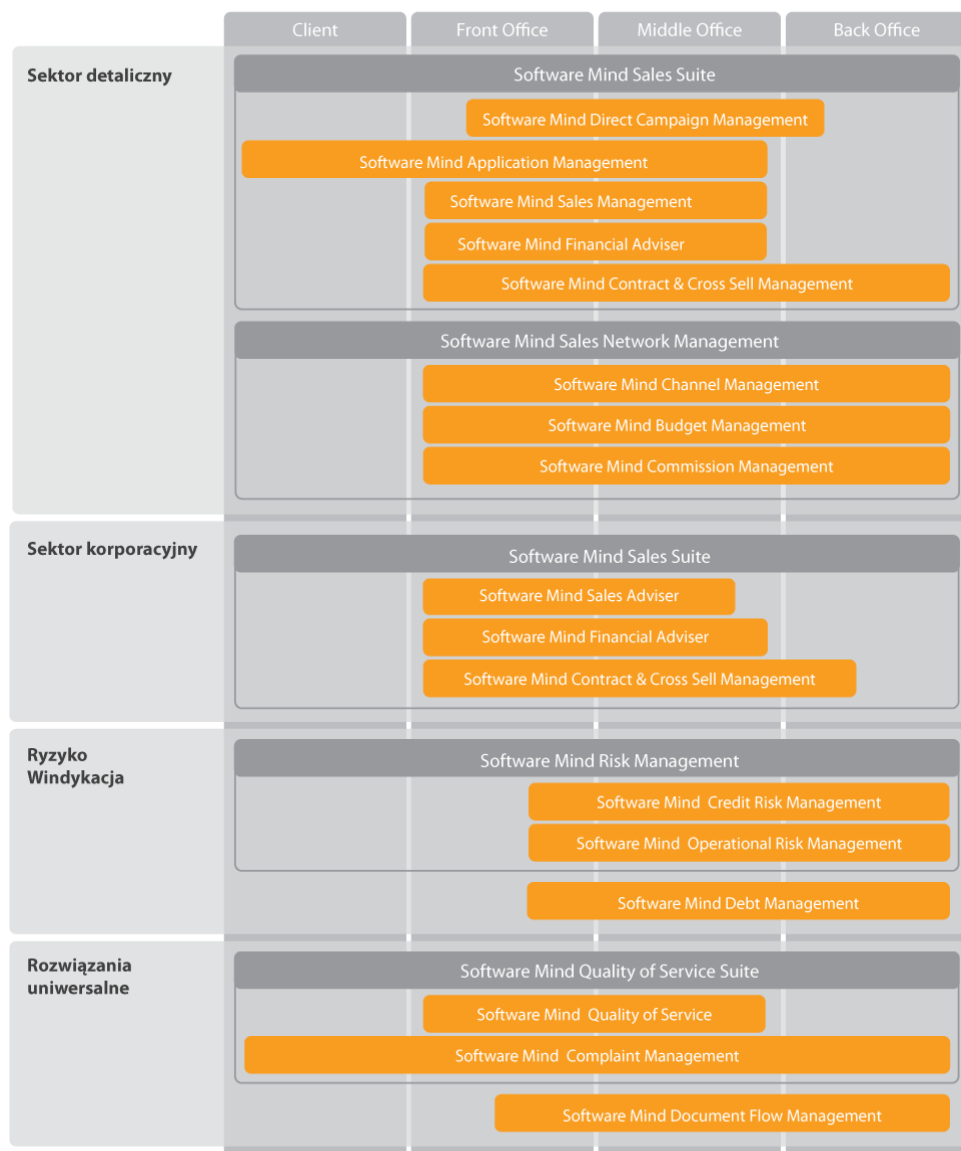 Client
Front Office
Middle Office
Back Office
Sektor detaliczny
Software Mind Sales Suite
Software Mind Direct Campaign Management
Software Mind Application Management
Software Mind Sales Management
Software Mind Financial Adviser
Software Mind Contract & Cross Sell Management
Software Mind Sales Network Management
Software Mind Channel Management
Software Mind Budget Management
Software Mind Commission Management
Sektor korporacyjny
Software Mind Sales Suite
Software Mind Sales Adviser
Software Mind Financial Adviser
Software Mind Contract & Cross Sell Management
Ryzyko
Windykacja
Software Mind Risk Management
Software Mind Credit Risk Management
Software Mind Operational Risk Management
Software Mind Debt Management
Rozwiązania
uniwersalne
Software Mind Quality of Service Suite
Software Mind Quality of Service
Software Mind Complaint Management
Software Mind Document Flow Management